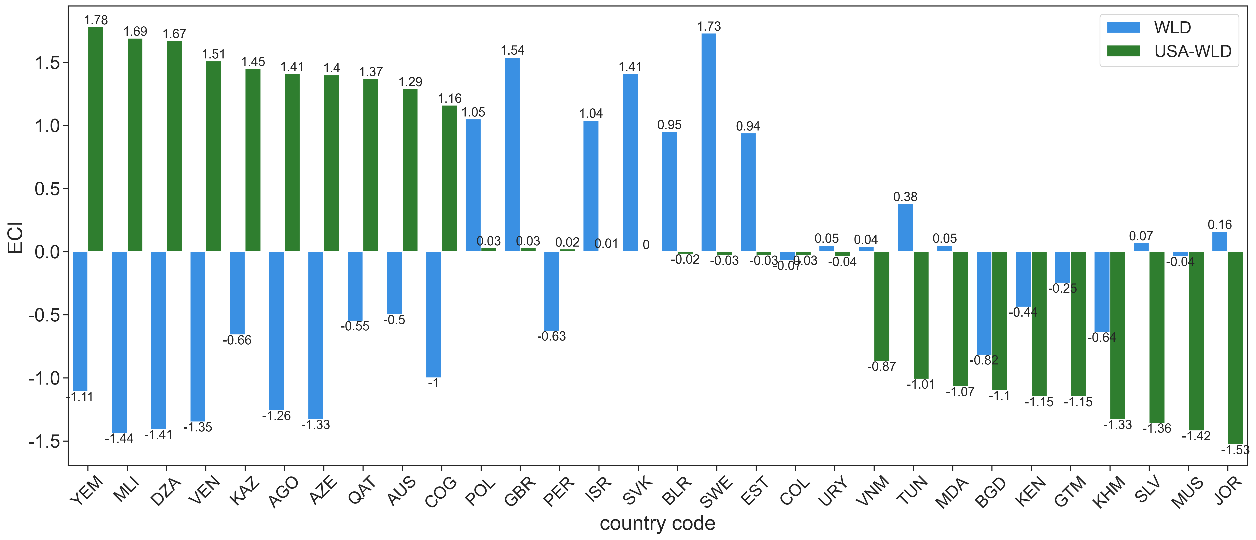 WLD
USA-WLD
ECI
1.5
1.0
0.5
0.0
-0.5
-1.0
-1.5
1.78
1.69
1.67
1.51
1.45
1.41
1.4
1.37
1.29
1.16
1.05
0.03
1.54
0.03
0.02
1.04
0.01
1.41
0
0.95
-0.02
1.73
-0.03
0.94
-0.03
-0.07
-0.03
0.05
-0.04
0.04
-0.87
0.38
-1.01
0.05
-1.07
-0.82
-1.1
-0.44
-1.15
-0.25
-1.15
-0.64
-1.33
0.07
-1.36
-0.04
-1.42
0.16
-1.53
-1.11
-1.44
-1.41
-1.35
-0.66
-1.26
-1.33
-0.55
-0.5
-1
-0.63
YEM
MLI
DZA
VEN
KAZ
AGO
AZE
QAT
AUS
COG
POL
GBR
PER
ISR
SVK
BLR
SWE
EST
COL
URY
VNM
TUN
MDA
BGD
KEN
GTM
KHM
SLV
MUS
JOR
country code